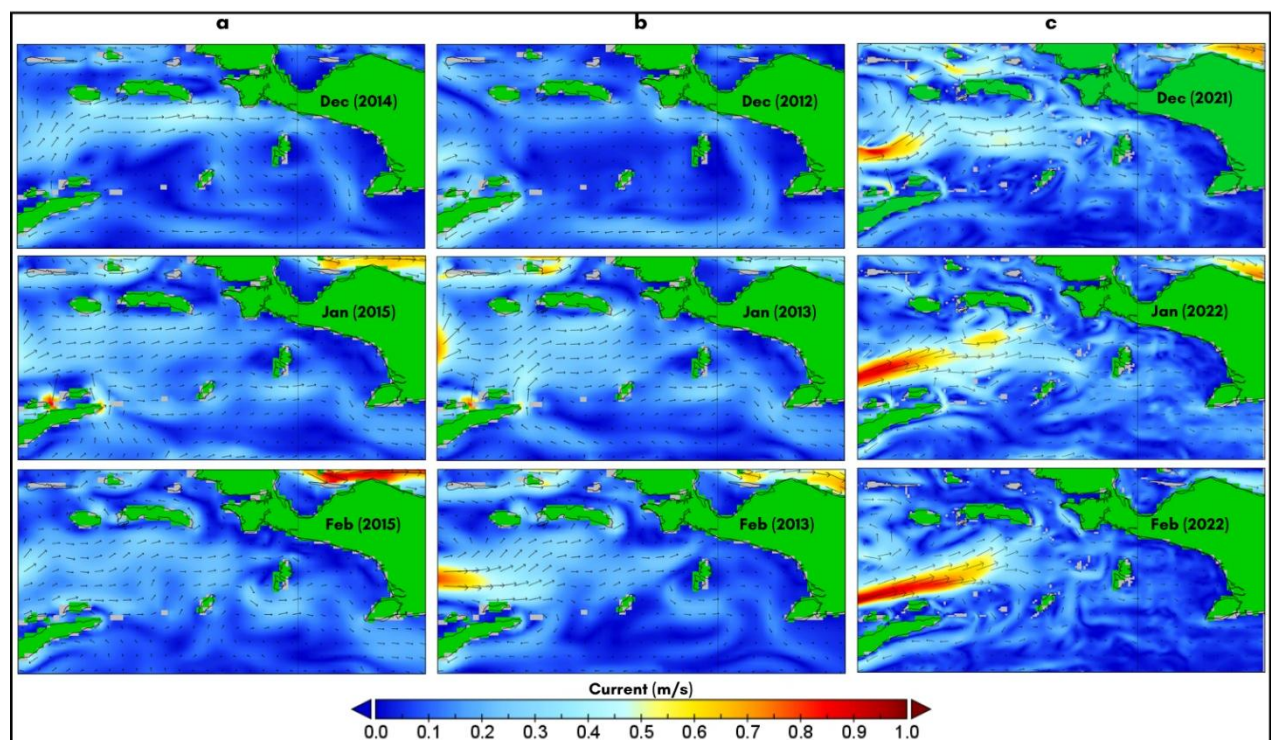 a b c
Dec (2014) Dec (2012) Dec (2021)
Jan (2015) Jan (2013) Jan (2022)
Feb (2015) Feb (2013) Feb (2022)
Current (m/s)
0.0 0.1 0.2 0.3 0.4 0.5 0.6 0.7 0.8 0.9 1.0